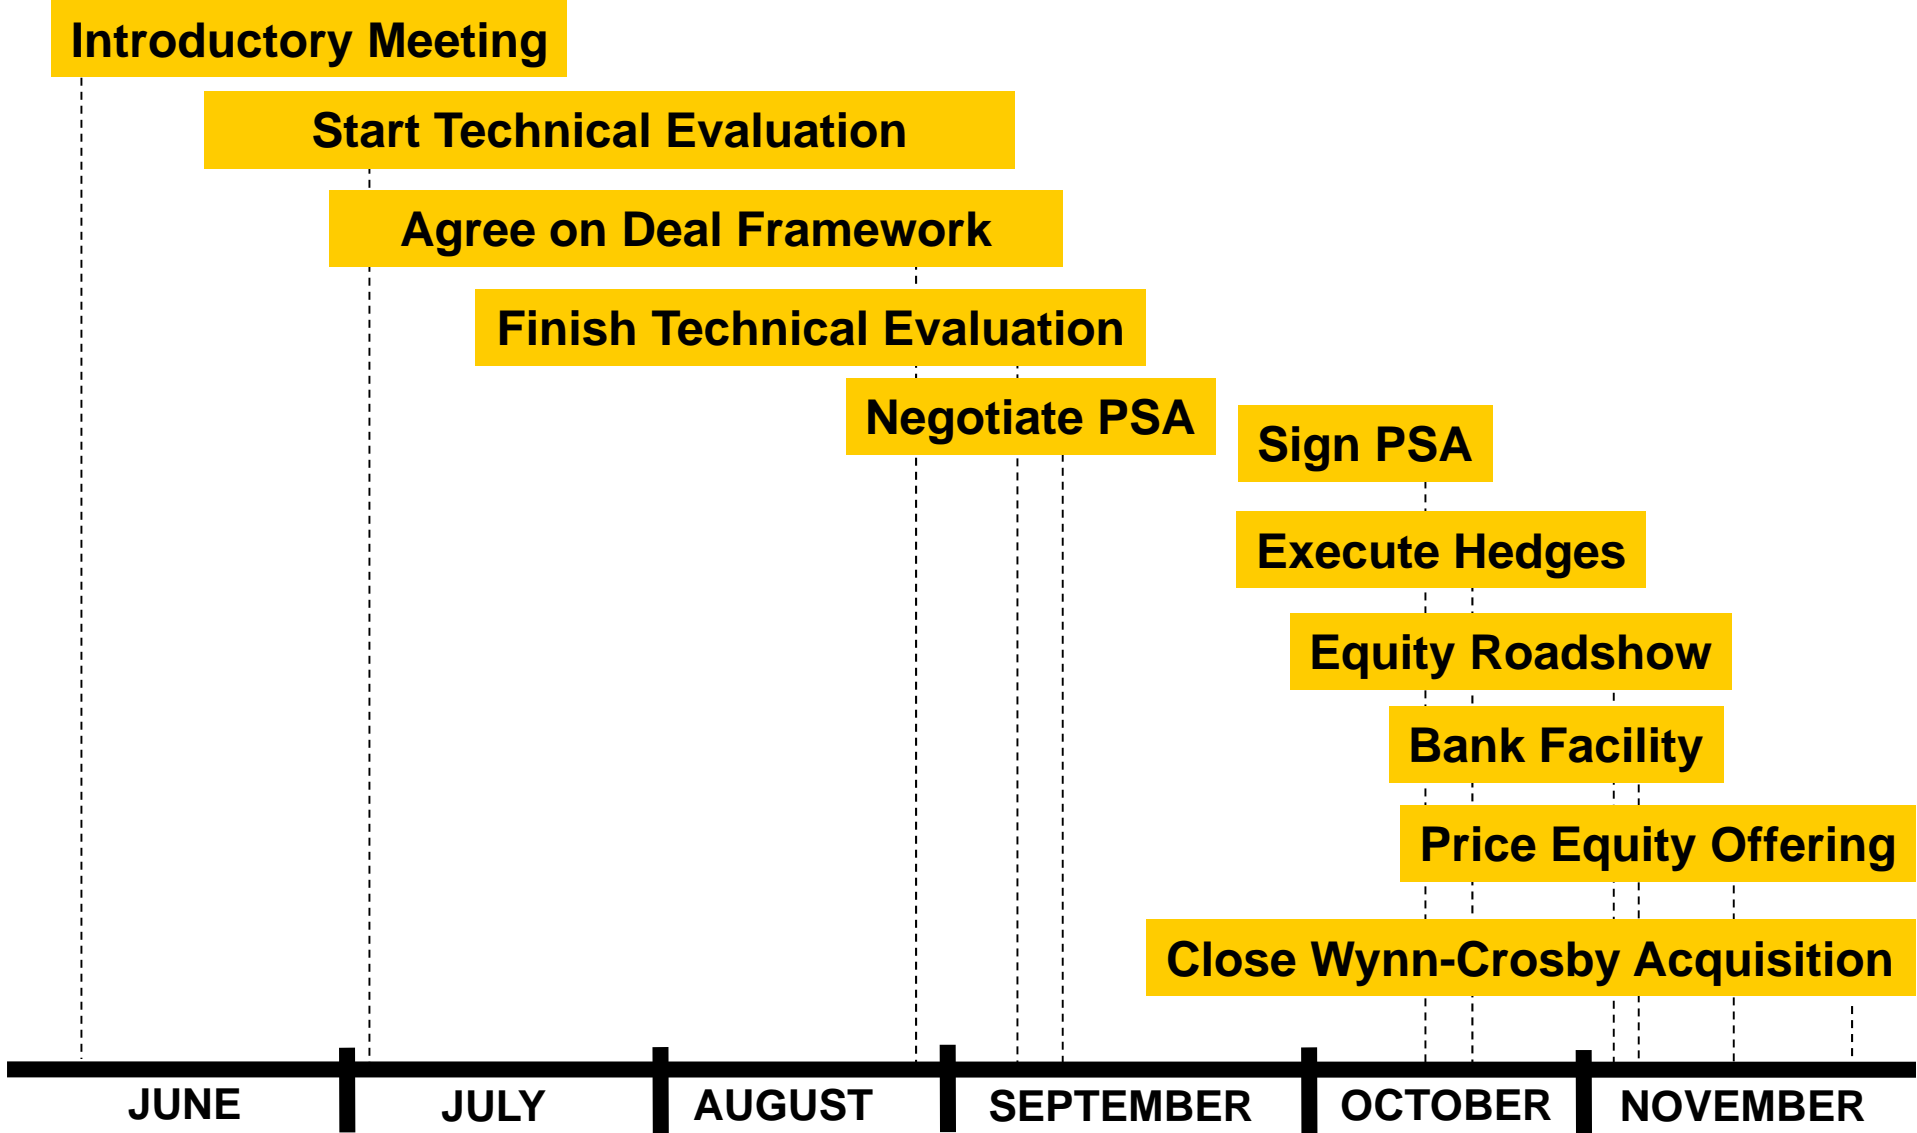 Introductory Meeting
Start Technical Evaluation
Agree on Deal Framework
Finish Technical Evaluation
Negotiate PSA
Sign PSA
Execute Hedges
Equity Roadshow
Bank Facility
Price Equity Offering
Close Wynn-Crosby Acquisition
JUNE
JULY
AUGUST
SEPTEMBER
OCTOBER
NOVEMBER